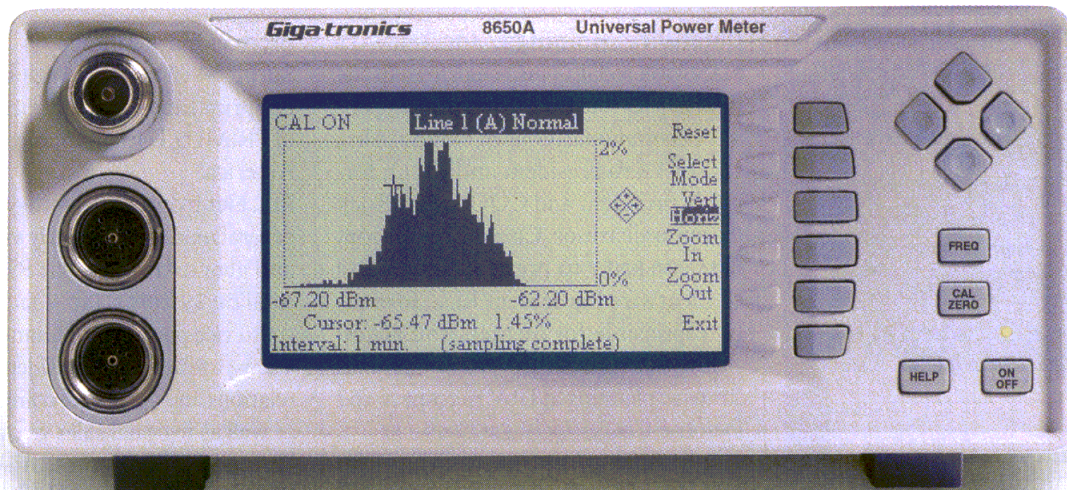 Giga-tronics 8650A Universal Power Meter
CAL ON
Line 1 (A) Normal
2%
0%
-67.20 dBm -62.20 dBm
Cursor: -65.47 dBm 1.45%
Interval: 1 min. (sampling complete)
Reset
Select
Mode
Vert
Horiz
Zoom
In
Zoom
Out
Exit
FREQ
CAL
ZERO
HELP
ON
OFF